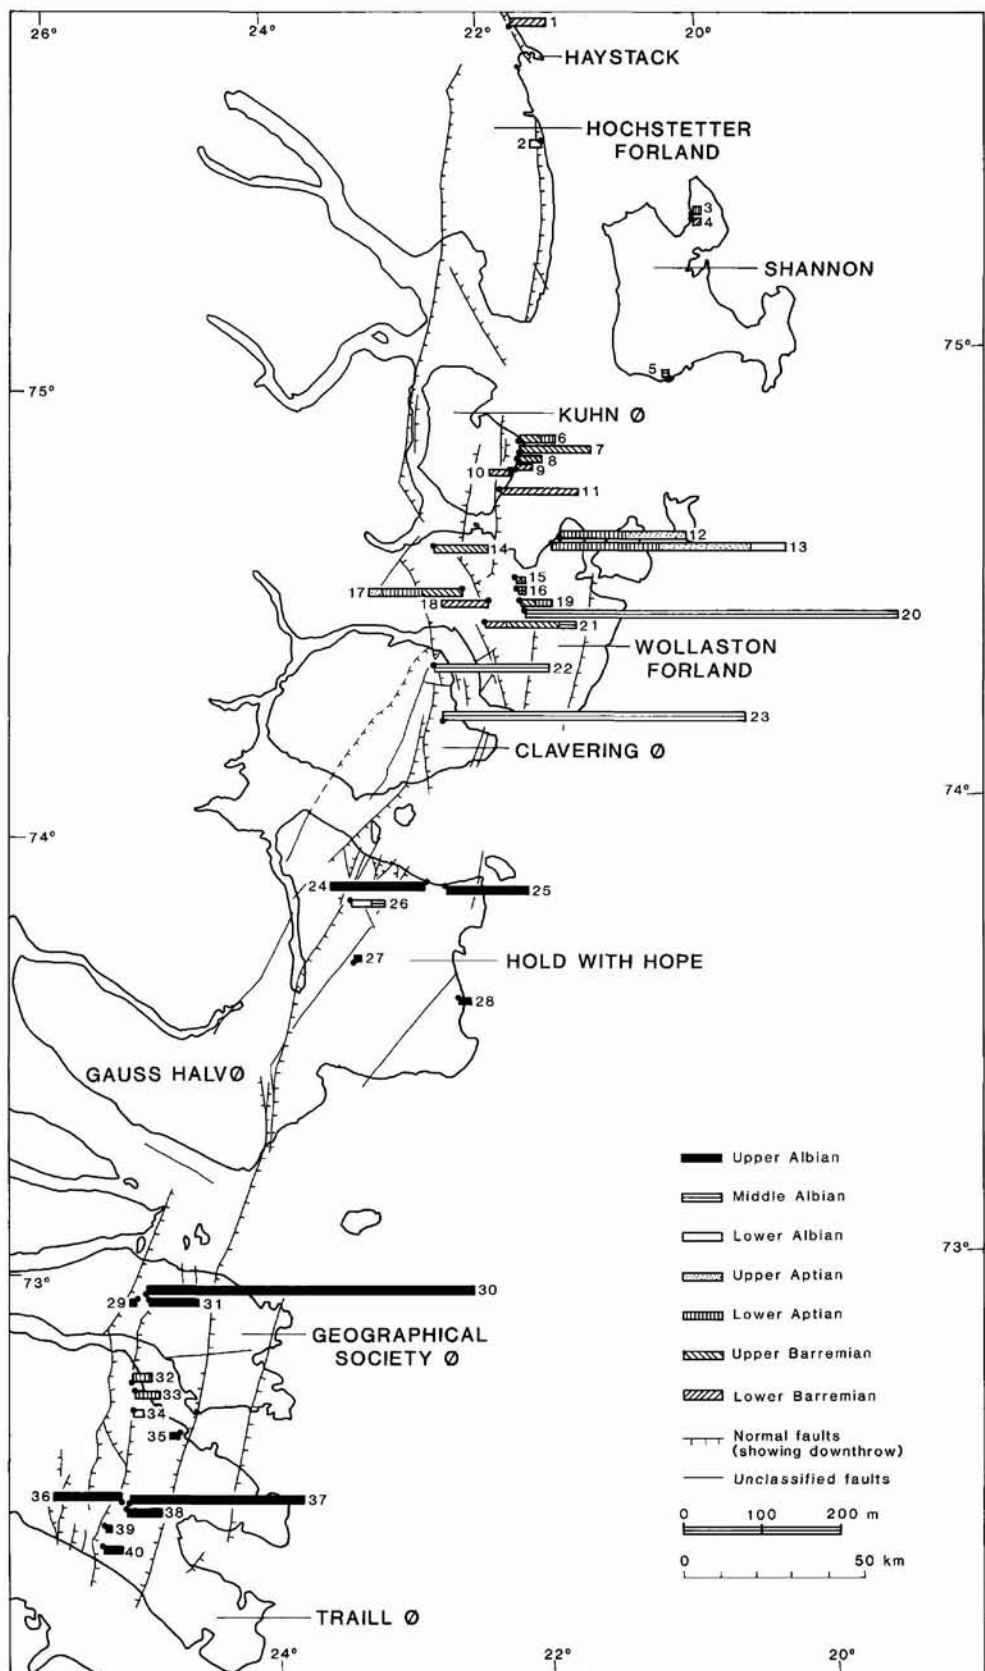 26°
24°
22°
20°
1
HAYSTACK
HOCHSTETTER
FORLAND
2
3
4
SHANNON
5
75°
75°
KUHN Ø
6
7
8
9
10
11
12
13
14
15
16
17
18
19
20
21
WOLLASTON
FORLAND
22
23
CLAVERING Ø
74°
74°
24
25
26
27
HOLD WITH HOPE
28
GAUSS HALVØ
Upper Albian
Middle Albian
Lower Albian
Upper Aptian
Lower Aptian
Upper Barremian
Lower Barremian
Normal faults
(showing downthrow)
Unclassified faults
0 100 200 m
0 50 km
73°
73°
30
29
31
GEOGRAPHICAL
SOCIETY Ø
32
33
34
35
36
37
38
39
40
TRAILL Ø
24°
22°
20°